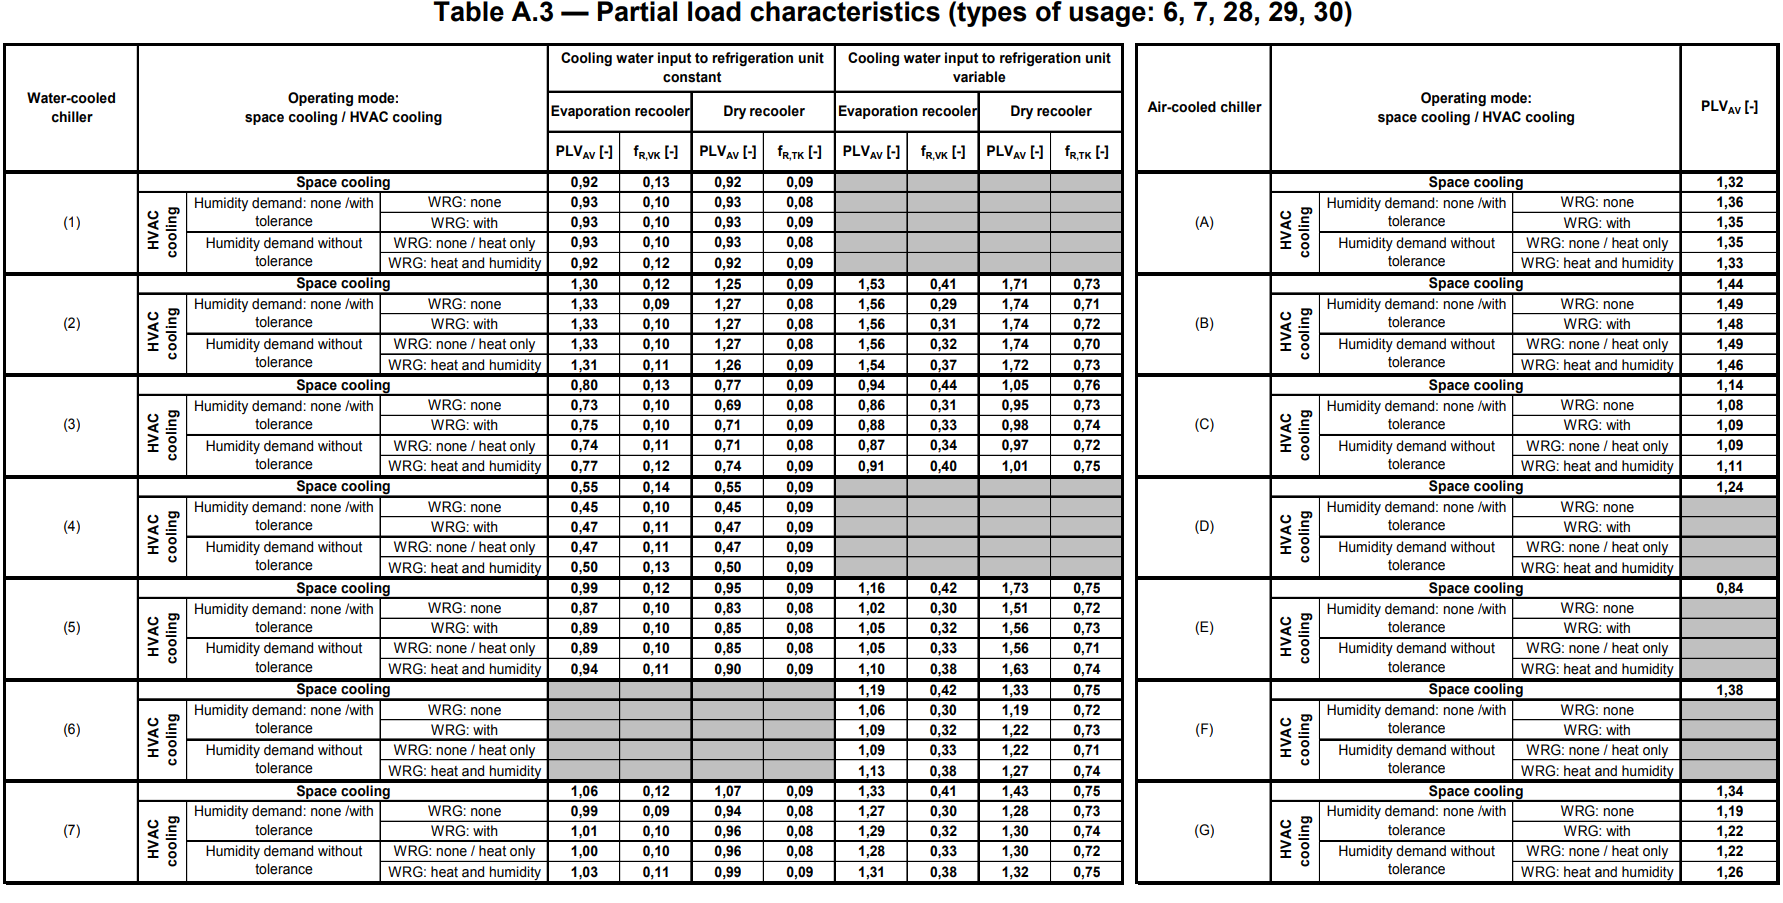 Table A.3 — Partial load characteristics (types of usage: 6, 7, 28, 29, 30)
Water-cooled chiller | Operating mode: space cooling / HVAC cooling | Cooling water input to refrigeration unit constant | Cooling water input to refrigeration unit variable
Evaporation recooler | Dry recooler | Evaporation recooler | Dry recooler
PLVAV [-] | fR,VK [-] | PLVAV [-] | fR,TK [-] | PLVAV [-] | fR,VK [-] | PLVAV [-] | fR,TK [-]
(1) | Space cooling | 0,92 | 0,13 | 0,92 | 0,09
HVAC cooling | Humidity demand: none /with tolerance | WRG: none | 0,93 | 0,10 | 0,93 | 0,08
WRG: with | 0,93 | 0,10 | 0,93 | 0,09
Humidity demand without tolerance | WRG: none / heat only | 0,93 | 0,10 | 0,93 | 0,08
WRG: heat and humidity | 0,92 | 0,12 | 0,92 | 0,09
(2) | Space cooling | 1,30 | 0,12 | 1,25 | 0,09 | 1,53 | 0,41 | 1,71 | 0,73
HVAC cooling | Humidity demand: none /with tolerance | WRG: none | 1,33 | 0,09 | 1,27 | 0,08 | 1,56 | 0,29 | 1,74 | 0,71
WRG: with | 1,33 | 0,10 | 1,27 | 0,08 | 1,56 | 0,31 | 1,74 | 0,72
Humidity demand without tolerance | WRG: none / heat only | 1,33 | 0,10 | 1,27 | 0,08 | 1,56 | 0,32 | 1,74 | 0,70
WRG: heat and humidity | 1,31 | 0,11 | 1,26 | 0,09 | 1,54 | 0,37 | 1,72 | 0,73
(3) | Space cooling | 0,80 | 0,13 | 0,77 | 0,09 | 0,94 | 0,44 | 1,05 | 0,76
HVAC cooling | Humidity demand: none /with tolerance | WRG: none | 0,73 | 0,10 | 0,69 | 0,08 | 0,86 | 0,31 | 0,95 | 0,73
WRG: with | 0,75 | 0,10 | 0,71 | 0,09 | 0,88 | 0,33 | 0,98 | 0,74
Humidity demand without tolerance | WRG: none / heat only | 0,74 | 0,11 | 0,71 | 0,08 | 0,87 | 0,34 | 0,97 | 0,72
WRG: heat and humidity | 0,77 | 0,12 | 0,74 | 0,09 | 0,91 | 0,40 | 1,01 | 0,75
(4) | Space cooling | 0,55 | 0,14 | 0,55 | 0,09
HVAC cooling | Humidity demand: none /with tolerance | WRG: none | 0,45 | 0,10 | 0,45 | 0,09
WRG: with | 0,47 | 0,11 | 0,47 | 0,09
Humidity demand without tolerance | WRG: none / heat only | 0,47 | 0,11 | 0,47 | 0,09
WRG: heat and humidity | 0,50 | 0,13 | 0,50 | 0,09
(5) | Space cooling | 0,99 | 0,12 | 0,95 | 0,09 | 1,16 | 0,42 | 1,73 | 0,75
HVAC cooling | Humidity demand: none /with tolerance | WRG: none | 0,87 | 0,10 | 0,83 | 0,08 | 1,02 | 0,30 | 1,51 | 0,72
WRG: with | 0,89 | 0,10 | 0,85 | 0,08 | 1,05 | 0,32 | 1,56 | 0,73
Humidity demand without tolerance | WRG: none / heat only | 0,89 | 0,10 | 0,85 | 0,08 | 1,05 | 0,33 | 1,56 | 0,71
WRG: heat and humidity | 0,94 | 0,11 | 0,90 | 0,09 | 1,10 | 0,38 | 1,63 | 0,74
(6) | Space cooling | 1,19 | 0,42 | 1,33 | 0,75
HVAC cooling | Humidity demand: none /with tolerance | WRG: none | 1,06 | 0,30 | 1,19 | 0,72
WRG: with | 1,09 | 0,32 | 1,22 | 0,73
Humidity demand without tolerance | WRG: none / heat only | 1,09 | 0,33 | 1,22 | 0,71
WRG: heat and humidity | 1,13 | 0,38 | 1,27 | 0,74
(7) | Space cooling | 1,06 | 0,12 | 1,07 | 0,09 | 1,33 | 0,41 | 1,43 | 0,75
HVAC cooling | Humidity demand: none /with tolerance | WRG: none | 0,99 | 0,09 | 0,94 | 0,08 | 1,27 | 0,30 | 1,28 | 0,73
WRG: with | 1,01 | 0,10 | 0,96 | 0,08 | 1,29 | 0,32 | 1,30 | 0,74
Humidity demand without tolerance | WRG: none / heat only | 1,00 | 0,10 | 0,96 | 0,08 | 1,28 | 0,33 | 1,30 | 0,72
WRG: heat and humidity | 1,03 | 0,11 | 0,99 | 0,09 | 1,31 | 0,38 | 1,32 | 0,75
Air-cooled chiller | Operating mode: space cooling / HVAC cooling | PLVAV [-]
(A) | Space cooling | 1,32
HVAC cooling | Humidity demand: none /with tolerance | WRG: none | 1,36
WRG: with | 1,35
Humidity demand without tolerance | WRG: none / heat only | 1,35
WRG: heat and humidity | 1,33
(B) | Space cooling | 1,44
HVAC cooling | Humidity demand: none /with tolerance | WRG: none | 1,49
WRG: with | 1,48
Humidity demand without tolerance | WRG: none / heat only | 1,49
WRG: heat and humidity | 1,46
(C) | Space cooling | 1,14
HVAC cooling | Humidity demand: none /with tolerance | WRG: none | 1,08
WRG: with | 1,09
Humidity demand without tolerance | WRG: none / heat only | 1,09
WRG: heat and humidity | 1,11
(D) | Space cooling | 1,24
HVAC cooling | Humidity demand: none /with tolerance | WRG: none
WRG: with
Humidity demand without tolerance | WRG: none / heat only
WRG: heat and humidity
(E) | Space cooling | 0,84
HVAC cooling | Humidity demand: none /with tolerance | WRG: none
WRG: with
Humidity demand without tolerance | WRG: none / heat only
WRG: heat and humidity
(F) | Space cooling | 1,38
HVAC cooling | Humidity demand: none /with tolerance | WRG: none
WRG: with
Humidity demand without tolerance | WRG: none / heat only
WRG: heat and humidity
(G) | Space cooling | 1,34
HVAC cooling | Humidity demand: none /with tolerance | WRG: none | 1,19
WRG: with | 1,22
Humidity demand without tolerance | WRG: none / heat only | 1,22
WRG: heat and humidity | 1,26